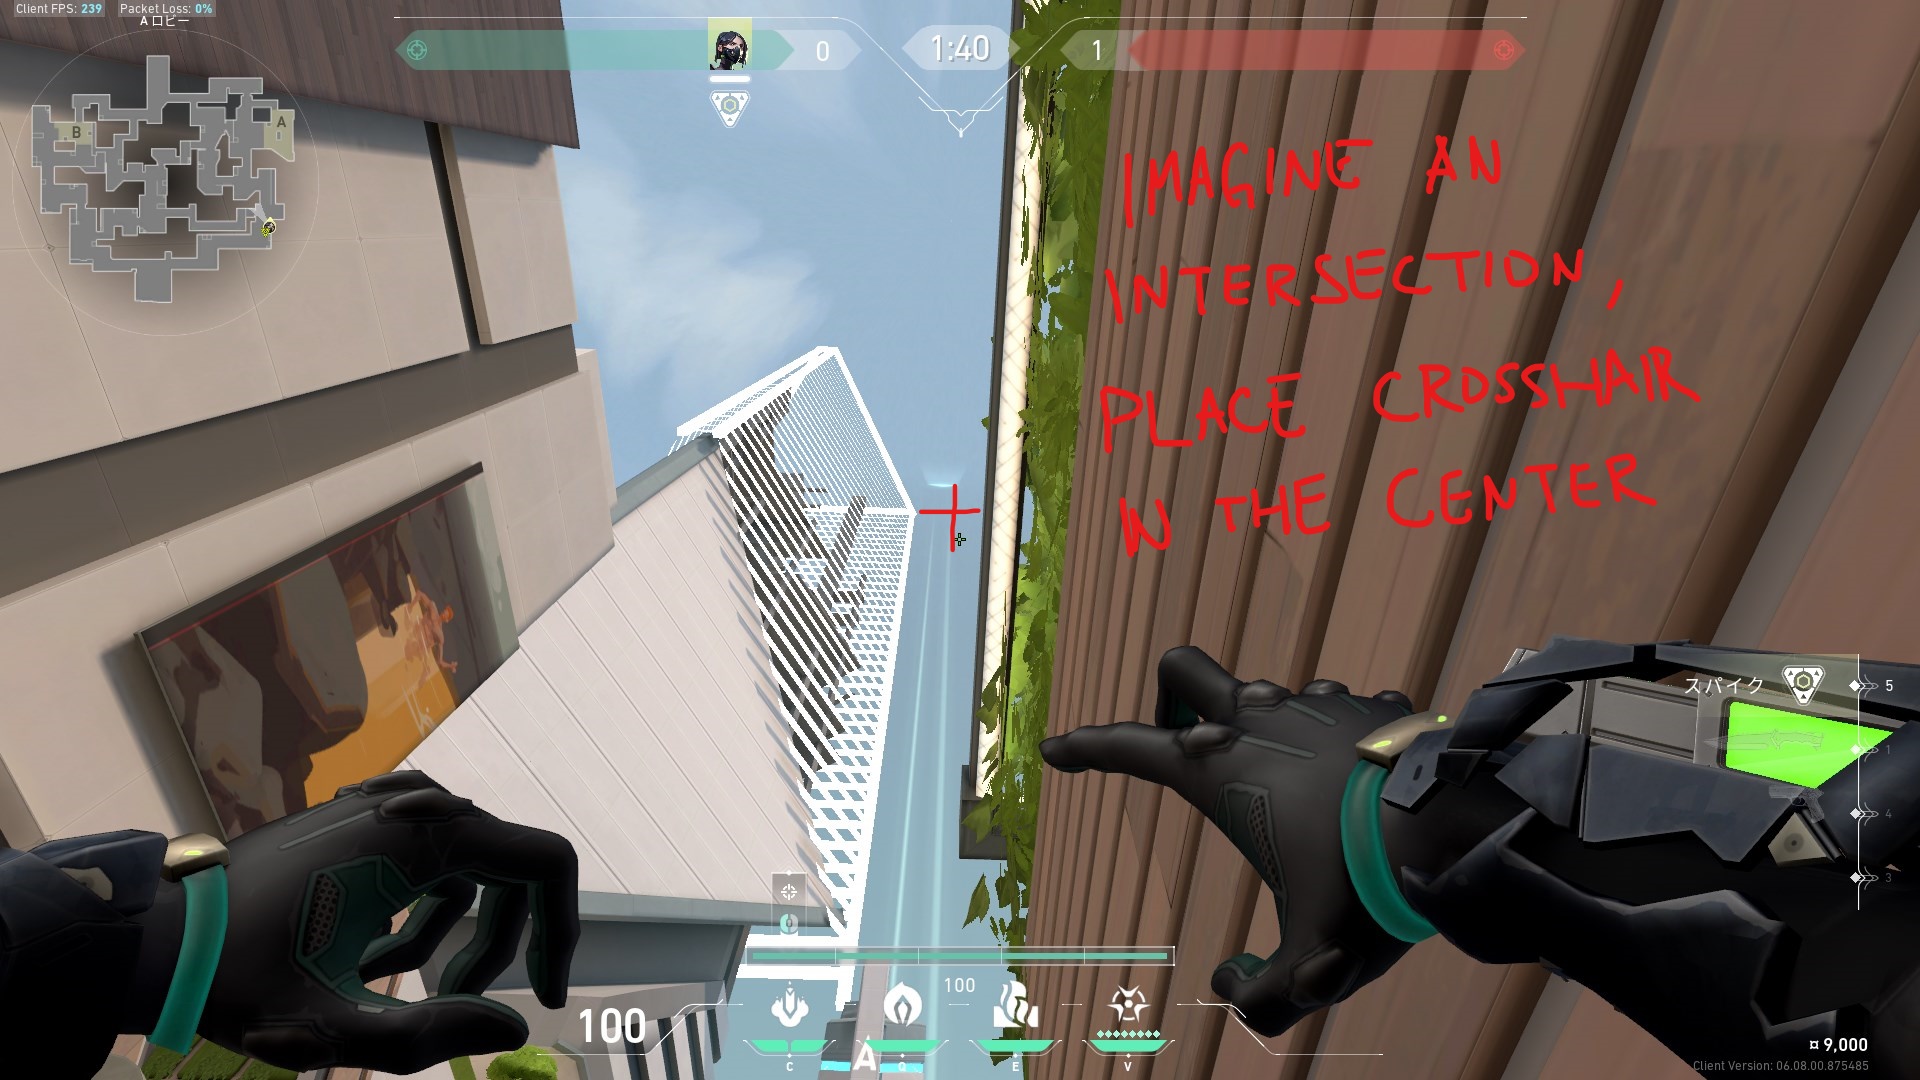 Client FPS: 239 Packet Loss: 0%
A ロビー
0 1:40 1
B A
IMAGINE AN
INTERSECTION,
PLACE CROSSHAIR
IN THE CENTER
スパイク 5
1
4
3
100
100
C Q E V
A
¤ 9,000
Client Version: 06.08.00.875485